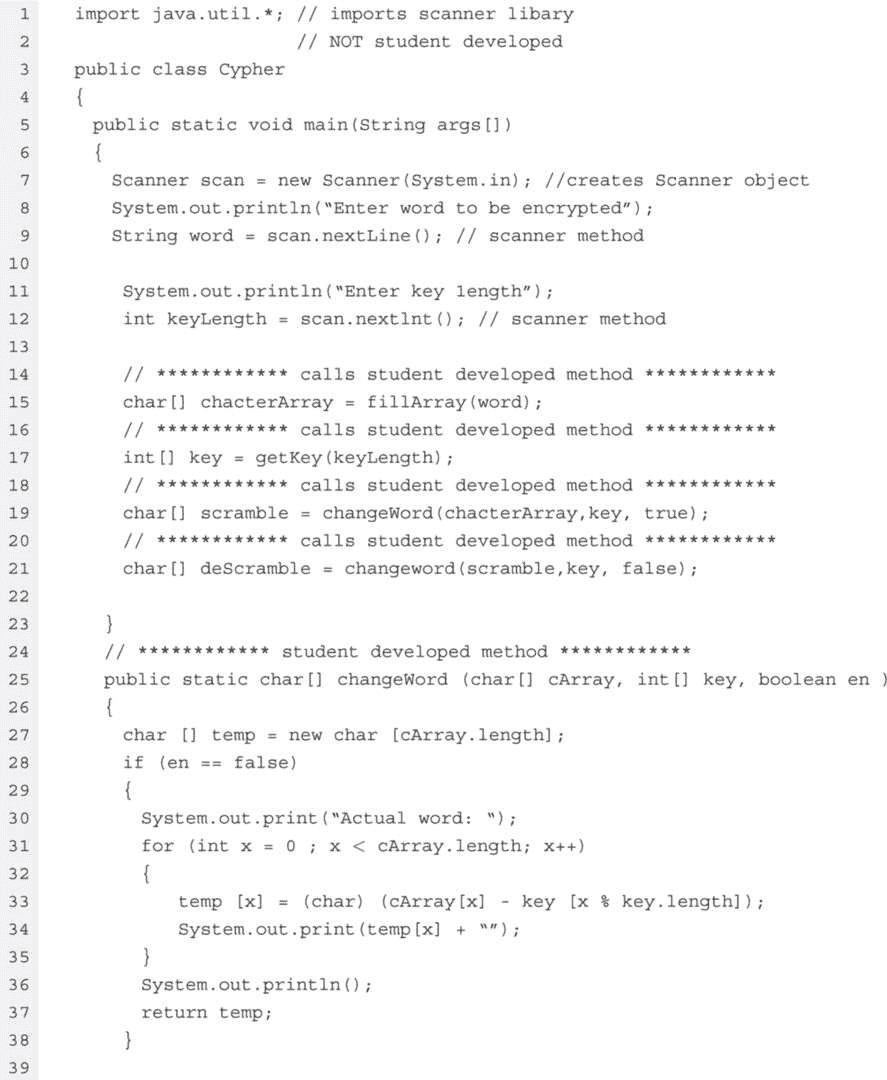 1 import java.util.*; // imports scanner libary
2 // NOT student developed
3 public class Cypher
4 {
5 public static void main(String args[])
6 {
7 Scanner scan = new Scanner(System.in); //creates Scanner object
8 System.out.println(“Enter word to be encrypted”);
9 String word = scan.nextLine(); // scanner method
10
11 System.out.println(“Enter key length”);
12 int keyLength = scan.nextlnt(); // scanner method
13
14 // ************ calls student developed method ************
15 char[] chacterArray = fillArray(word);
16 // ************ calls student developed method ************
17 int[] key = getKey(keyLength);
18 // ************ calls student developed method ************
19 char[] scramble = changeWord(chacterArray,key, true);
20 // ************ calls student developed method ************
21 char[] deScramble = changeword(scramble,key, false);
22
23 }
24 // ************ student developed method ************
25 public static char[] changeWord (char[] cArray, int[] key, boolean en )
26 {
27 char [] temp = new char [cArray.length];
28 if (en == false)
29 {
30 System.out.print(“Actual word: “);
31 for (int x = 0 ; x < cArray.length; x++)
32 {
33 temp [x] = (char) (cArray[x] - key [x % key.length]);
34 System.out.print(temp[x] + “”);
35 }
36 System.out.println();
37 return temp;
38 }
39